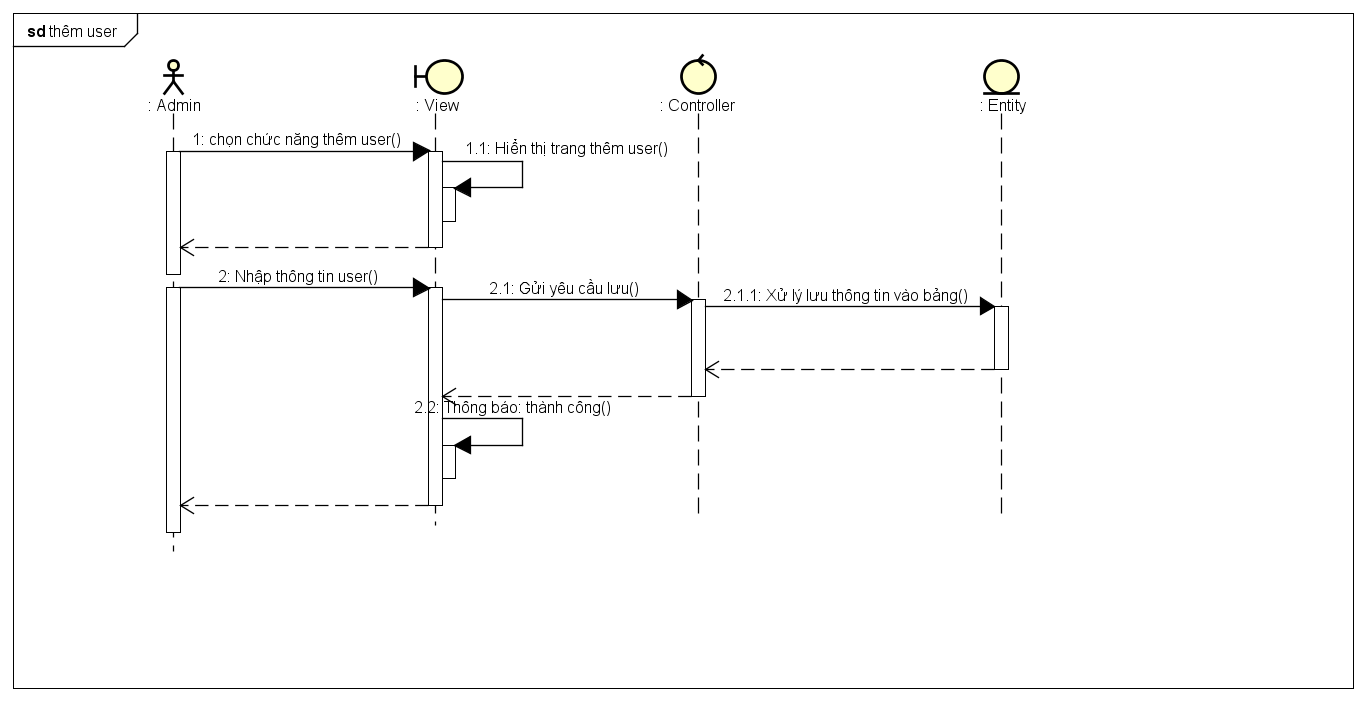 sd thêm user
: Admin
: View
: Controller
: Entity
1: chọn chức năng thêm user()
1.1: Hiển thị trang thêm user()
2: Nhập thông tin user()
2.1: Gửi yêu cầu lưu()
2.1.1: Xử lý lưu thông tin vào bảng()
2.2: Thông báo: thành công()